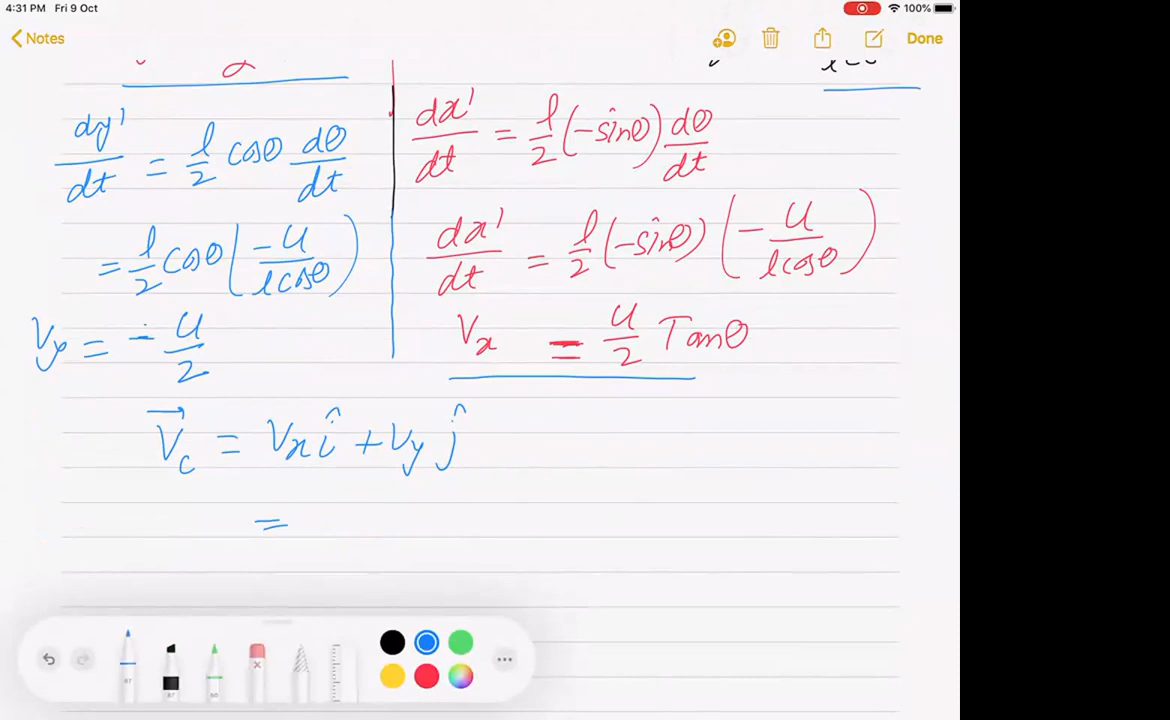 4:31 PM Fri 9 Oct
100%
Notes
Done
dy'/dt = l/2 cosθ dθ/dt
= l/2 cosθ (-u/lcosθ)
Vy = - u/2
dx'/dt = l/2 (-sinθ) dθ/dt
dx'/dt = l/2 (-sinθ) (- u/lcosθ)
Vx = u/2 Tanθ
V⃗c = Vx î + Vy ĵ
=